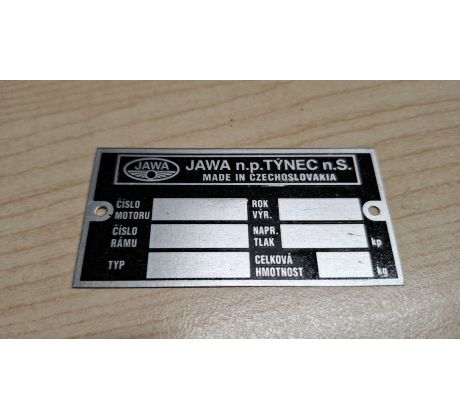 JAWA
JAWA n.p. TÝNEC n.S.
MADE IN CZECHOSLOVAKIA
ČÍSLO MOTORU
ROK VÝR.
ČÍSLO RÁMU
NAPR. TLAK kp
TYP
CELKOVÁ HMOTNOST kg